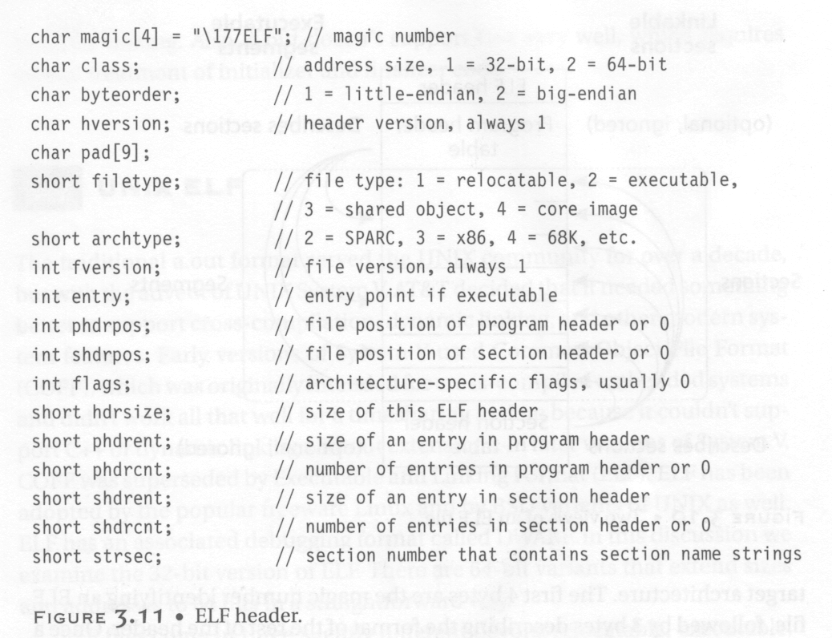 char magic[4] = "\177ELF"; // magic number
char class; // address size, 1 = 32-bit, 2 = 64-bit
char byteorder; // 1 = little-endian, 2 = big-endian
char hversion; // header version, always 1
char pad[9];
short filetype; // file type: 1 = relocatable, 2 = executable,
// 3 = shared object, 4 = core image
short archtype; // 2 = SPARC, 3 = x86, 4 = 68K, etc.
int fversion; // file version, always 1
int entry; // entry point if executable
int phdrpos; // file position of program header or 0
int shdrpos; // file position of section header or 0
int flags; // architecture-specific flags, usually 0
short hdrsize; // size of this ELF header
short phdrent; // size of an entry in program header
short phdrcnt; // number of entries in program header or 0
short shdrent; // size of an entry in section header
short shdrcnt; // number of entries in section header or 0
short strsec; // section number that contains section name strings
FIGURE 3.11 • ELF header.